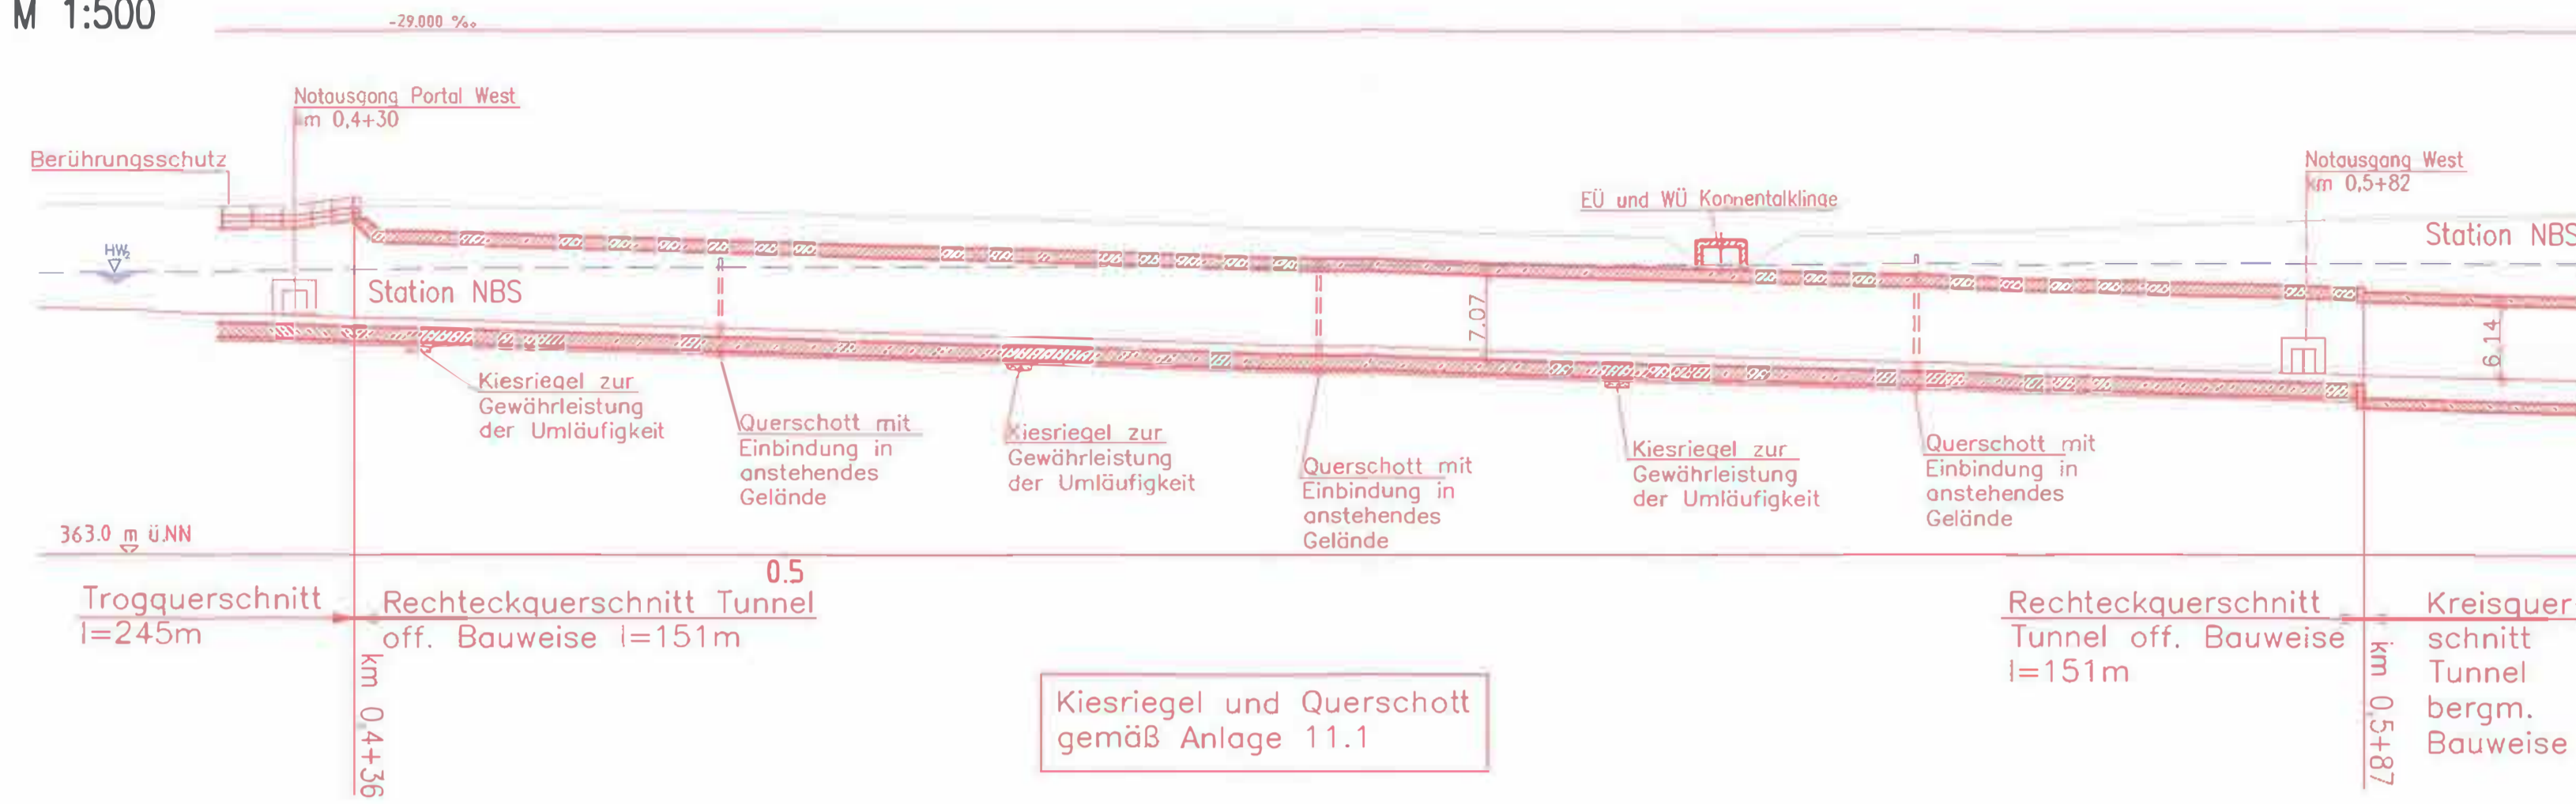 M 1:500
-29.000 ‰
Notausgang Portal West
km 0,4+30
Berührungsschutz
HW₂
Station NBS
EÜ und WÜ Koppentalklinge
Notausgang West
km 0,5+82
Station NBS
7.07
6.14
Kiesriegel zur
Gewährleistung
der Umläufigkeit
Querschott mit
Einbindung in
anstehendes
Gelände
Kiesriegel zur
Gewährleistung
der Umläufigkeit
Querschott mit
Einbindung in
anstehendes
Gelände
Kiesriegel zur
Gewährleistung
der Umläufigkeit
Querschott mit
Einbindung in
anstehendes
Gelände
363.0 m ü.NN
0.5
Trogquerschnitt
l=245m
Rechteckquerschnitt Tunnel
off. Bauweise l=151m
km 0,4+36
Kiesriegel und Querschott
gemäß Anlage 11.1
Rechteckquerschnitt
Tunnel off. Bauweise
l=151m
km 0,5+87
Kreisquer
schnitt
Tunnel
bergm.
Bauweise